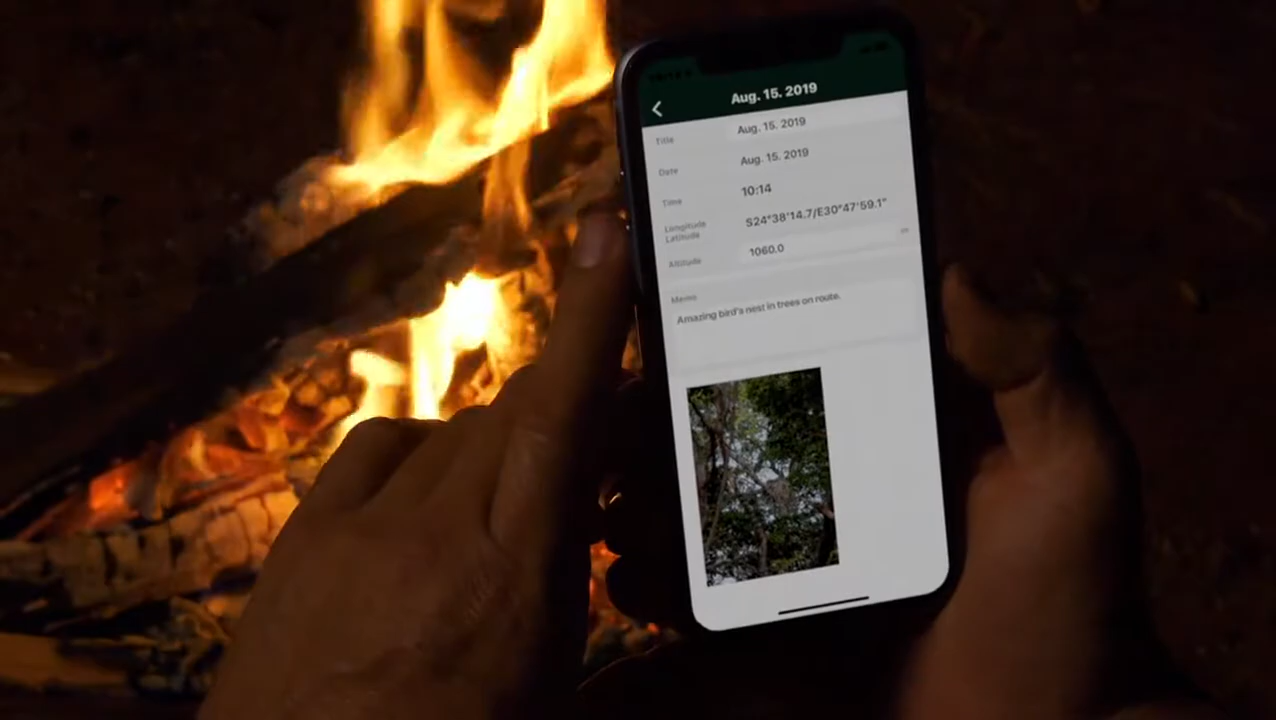 Aug. 15. 2019
Title Aug. 15. 2019
Date Aug. 15. 2019
Time 10:14
Longitude
Latitude S24°38'14.7/E30°47'59.1"
Altitude 1060.0 m
Memo
Amazing bird's nest in trees on route.